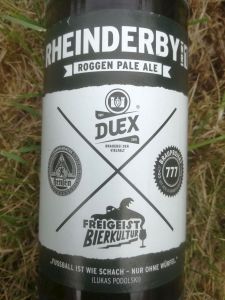 RHEINDERBY
ROGGEN PALE ALE
DUEX
BRAUEREI DER
VIELFALT
777
FREIGEIST
BIERKULTUR
„FUSSBALL IST WIE SCHACH - NUR OHNE WÜRFEL“
(LUKAS PODOLSKI)